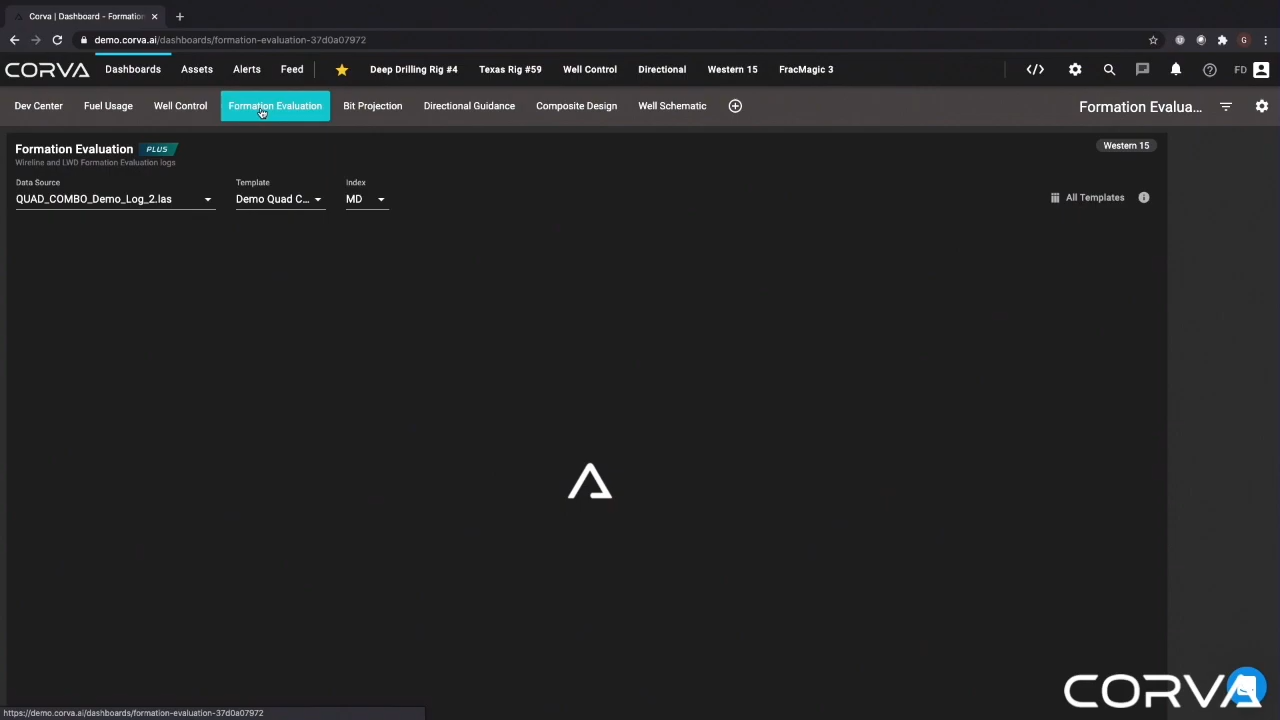 Corva | Dashboard - Formation
demo.corva.ai/dashboards/formation-evaluation-37d0a07972
G
CORVA Dashboards Assets Alerts Feed Deep Drilling Rig #4 Texas Rig #59 Well Control Directional Western 15 FracMagic 3 FD
Dev Center Fuel Usage Well Control Formation Evaluation Bit Projection Directional Guidance Composite Design Well Schematic Formation Evalua...
Formation Evaluation PLUS Western 15
Wireline and LWD Formation Evaluation logs
Data Source Template Index
QUAD_COMBO_Demo_Log_2.las Demo Quad C... MD All Templates
CORVA
https://demo.corva.ai/dashboards/formation-evaluation-37d0a07972